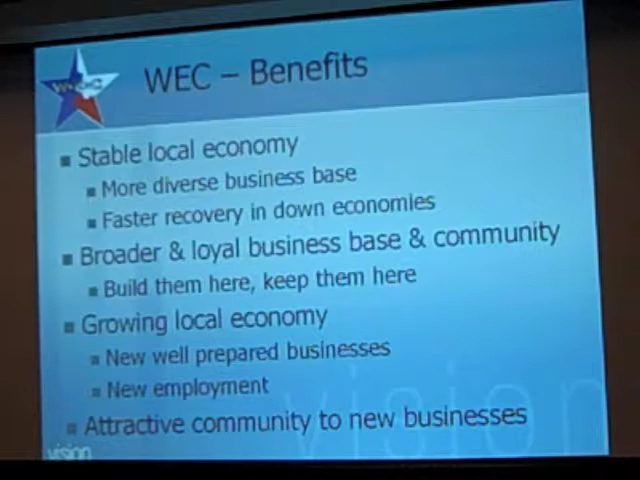 WEC – Benefits
Stable local economy
More diverse business base
Faster recovery in down economies
Broader & loyal business base & community
Build them here, keep them here
Growing local economy
New well prepared businesses
New employment
Attractive community to new businesses
vision
vision